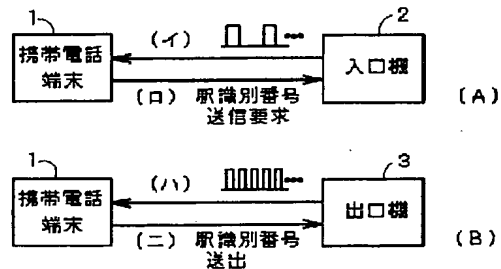 1
携帯電話
端末
(イ)
(ロ) 駅識別番号
送信要求
2
入口機
(A)
1
携帯電話
端末
(ハ)
(ニ) 駅識別番号
送出
3
出口機
(B)